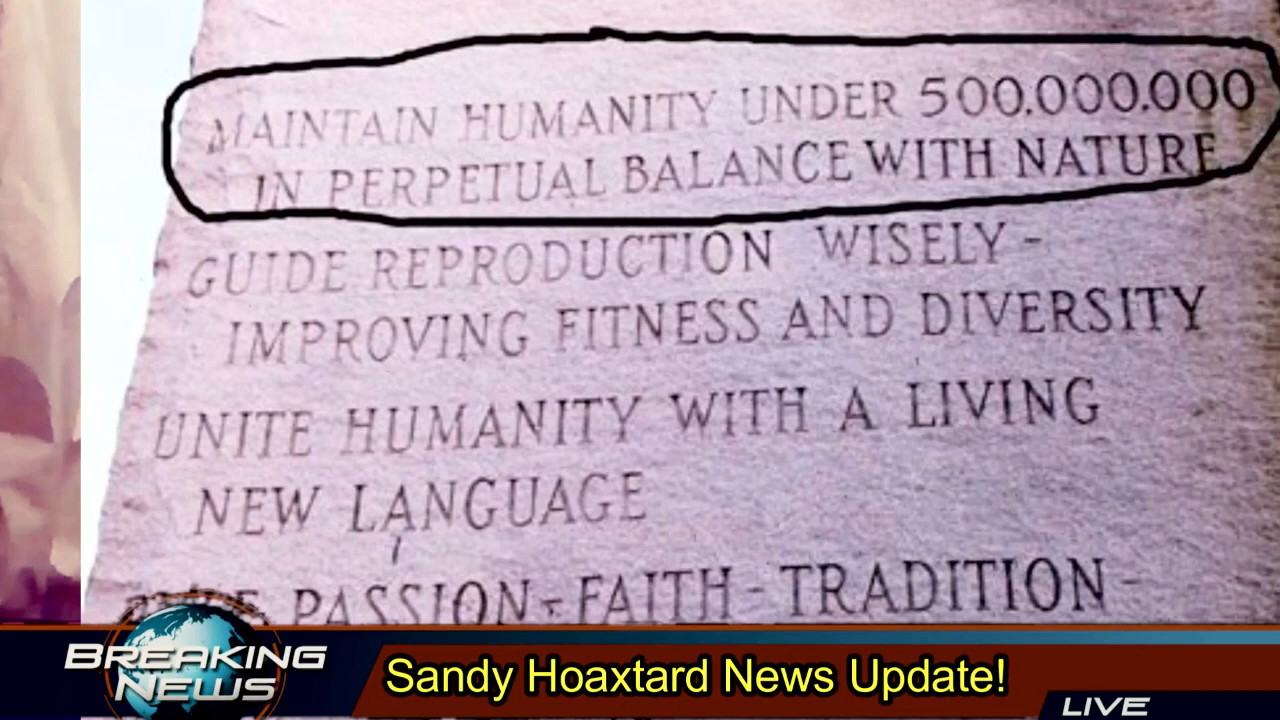 MAINTAIN HUMANITY UNDER 500.000.000
IN PERPETUAL BALANCE WITH NATURE
GUIDE REPRODUCTION WISELY -
IMPROVING FITNESS AND DIVERSITY
UNITE HUMANITY WITH A LIVING
NEW LANGUAGE
PASSION - FAITH - TRADITION -
BREAKING
NEWS
Sandy Hoaxtard News Update!
LIVE